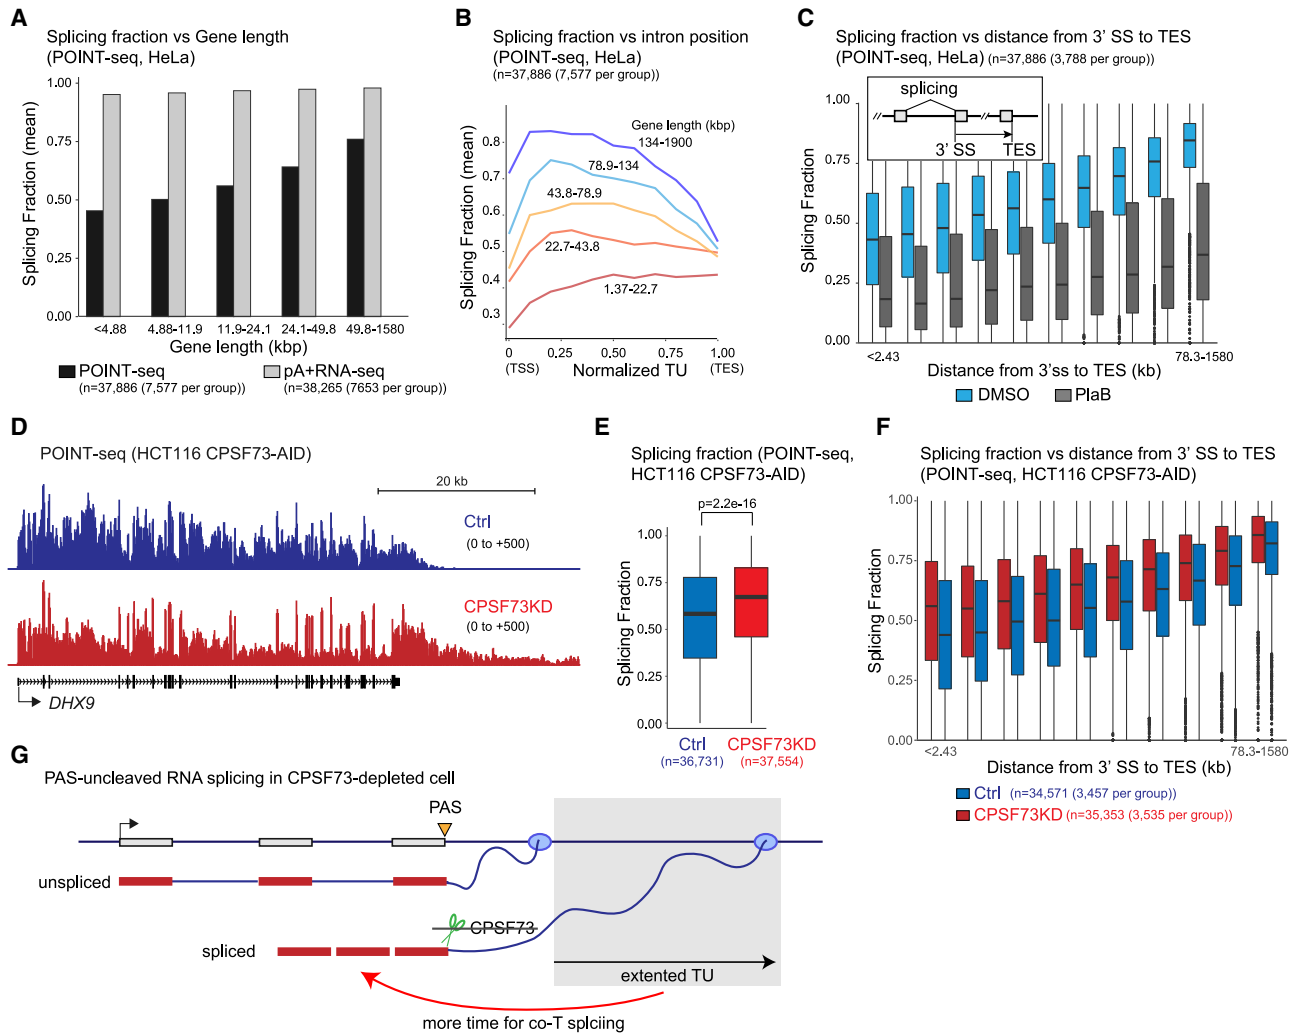 A
Splicing fraction vs Gene length
(POINT-seq, HeLa)
1.00
0.75
0.50
0.25
0.00
Splicing Fraction (mean)
<4.88
4.88-11.9
11.9-24.1
24.1-49.8
49.8-1580
Gene length (kbp)
POINT-seq
(n=37,886 (7,577 per group))
pA+RNA-seq
(n=38,265 (7653 per group))
B
Splicing fraction vs intron position
(POINT-seq, HeLa)
(n=37,886 (7,577 per group))
0.8
0.7
0.6
0.5
0.4
0.3
Splicing Fraction (mean)
Gene length (kbp)
134-1900
78.9-134
43.8-78.9
22.7-43.8
1.37-22.7
0
0.25
0.50
0.75
1.00
(TSS)
(TES)
Normalized TU
C
Splicing fraction vs distance from 3' SS to TES
(POINT-seq, HeLa) (n=37,886 (3,788 per group))
1.00
0.75
0.50
0.25
0.00
Splicing Fraction
splicing
3' SS
TES
<2.43
78.3-1580
Distance from 3'ss to TES (kb)
DMSO
PlaB
D
POINT-seq (HCT116 CPSF73-AID)
20 kb
Ctrl
(0 to +500)
CPSF73KD
(0 to +500)
DHX9
E
Splicing fraction (POINT-seq,
HCT116 CPSF73-AID)
p=2.2e-16
1.00
0.75
0.50
0.25
0.00
Splicing Fraction
Ctrl
(n=36,731)
CPSF73KD
(n=37,554)
F
Splicing fraction vs distance from 3' SS to TES
(POINT-seq, HCT116 CPSF73-AID)
1.00
0.75
0.50
0.25
0.00
Splicing Fraction
<2.43
78.3-1580
Distance from 3' SS to TES (kb)
Ctrl (n=34,571 (3,457 per group))
CPSF73KD (n=35,353 (3,535 per group))
G
PAS-uncleaved RNA splicing in CPSF73-depleted cell
PAS
unspliced
CPSF73
spliced
extented TU
more time for co-T splciing